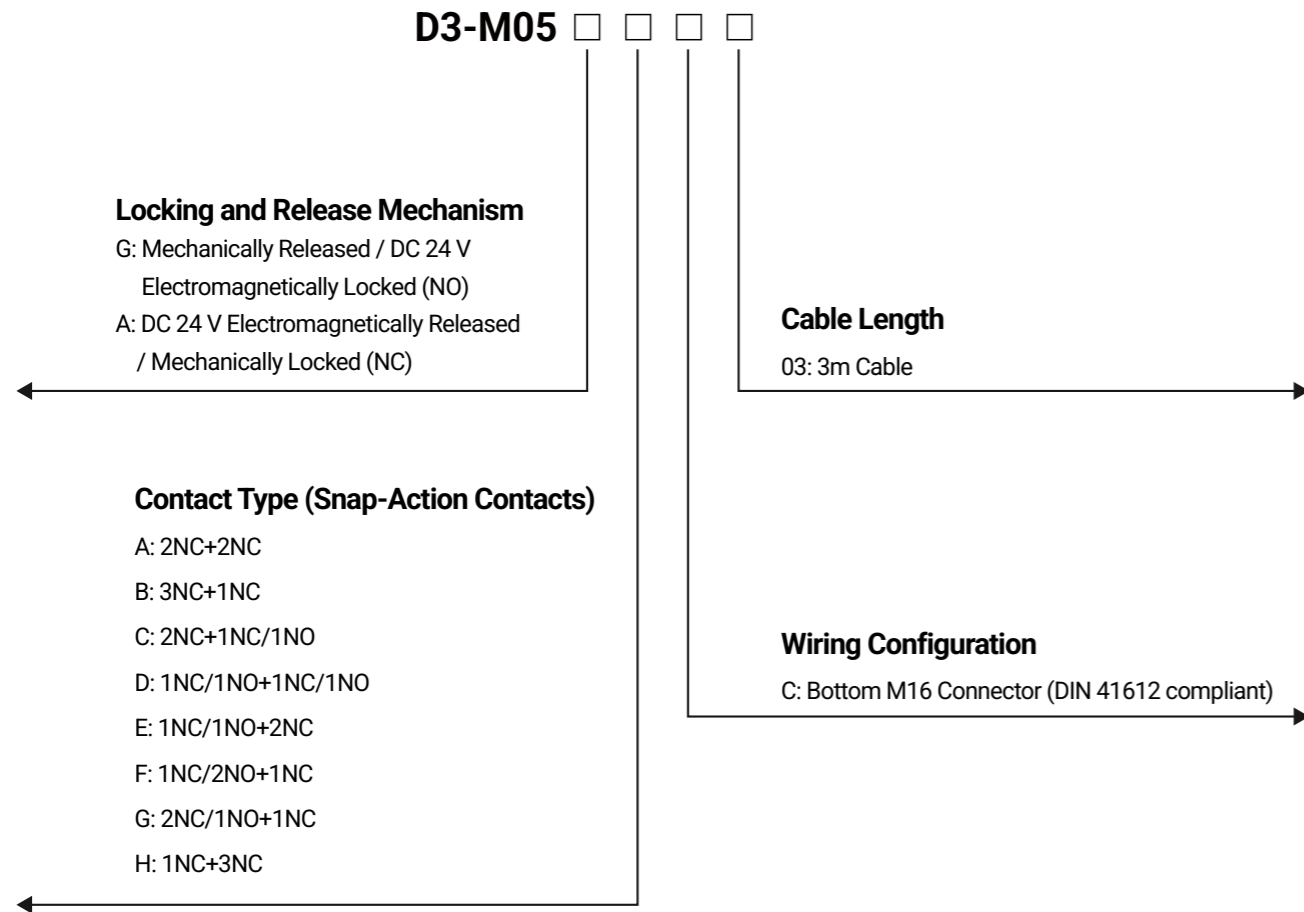 D3-M05 □ □ □ □
Locking and Release Mechanism
G: Mechanically Released / DC 24 V
Electromagnetically Locked (NO)
A: DC 24 V Electromagnetically Released
/ Mechanically Locked (NC)
Contact Type (Snap-Action Contacts)
A: 2NC+2NC
B: 3NC+1NC
C: 2NC+1NC/1NO
D: 1NC/1NO+1NC/1NO
E: 1NC/1NO+2NC
F: 1NC/2NO+1NC
G: 2NC/1NO+1NC
H: 1NC+3NC
Cable Length
03: 3m Cable
Wiring Configuration
C: Bottom M16 Connector (DIN 41612 compliant)